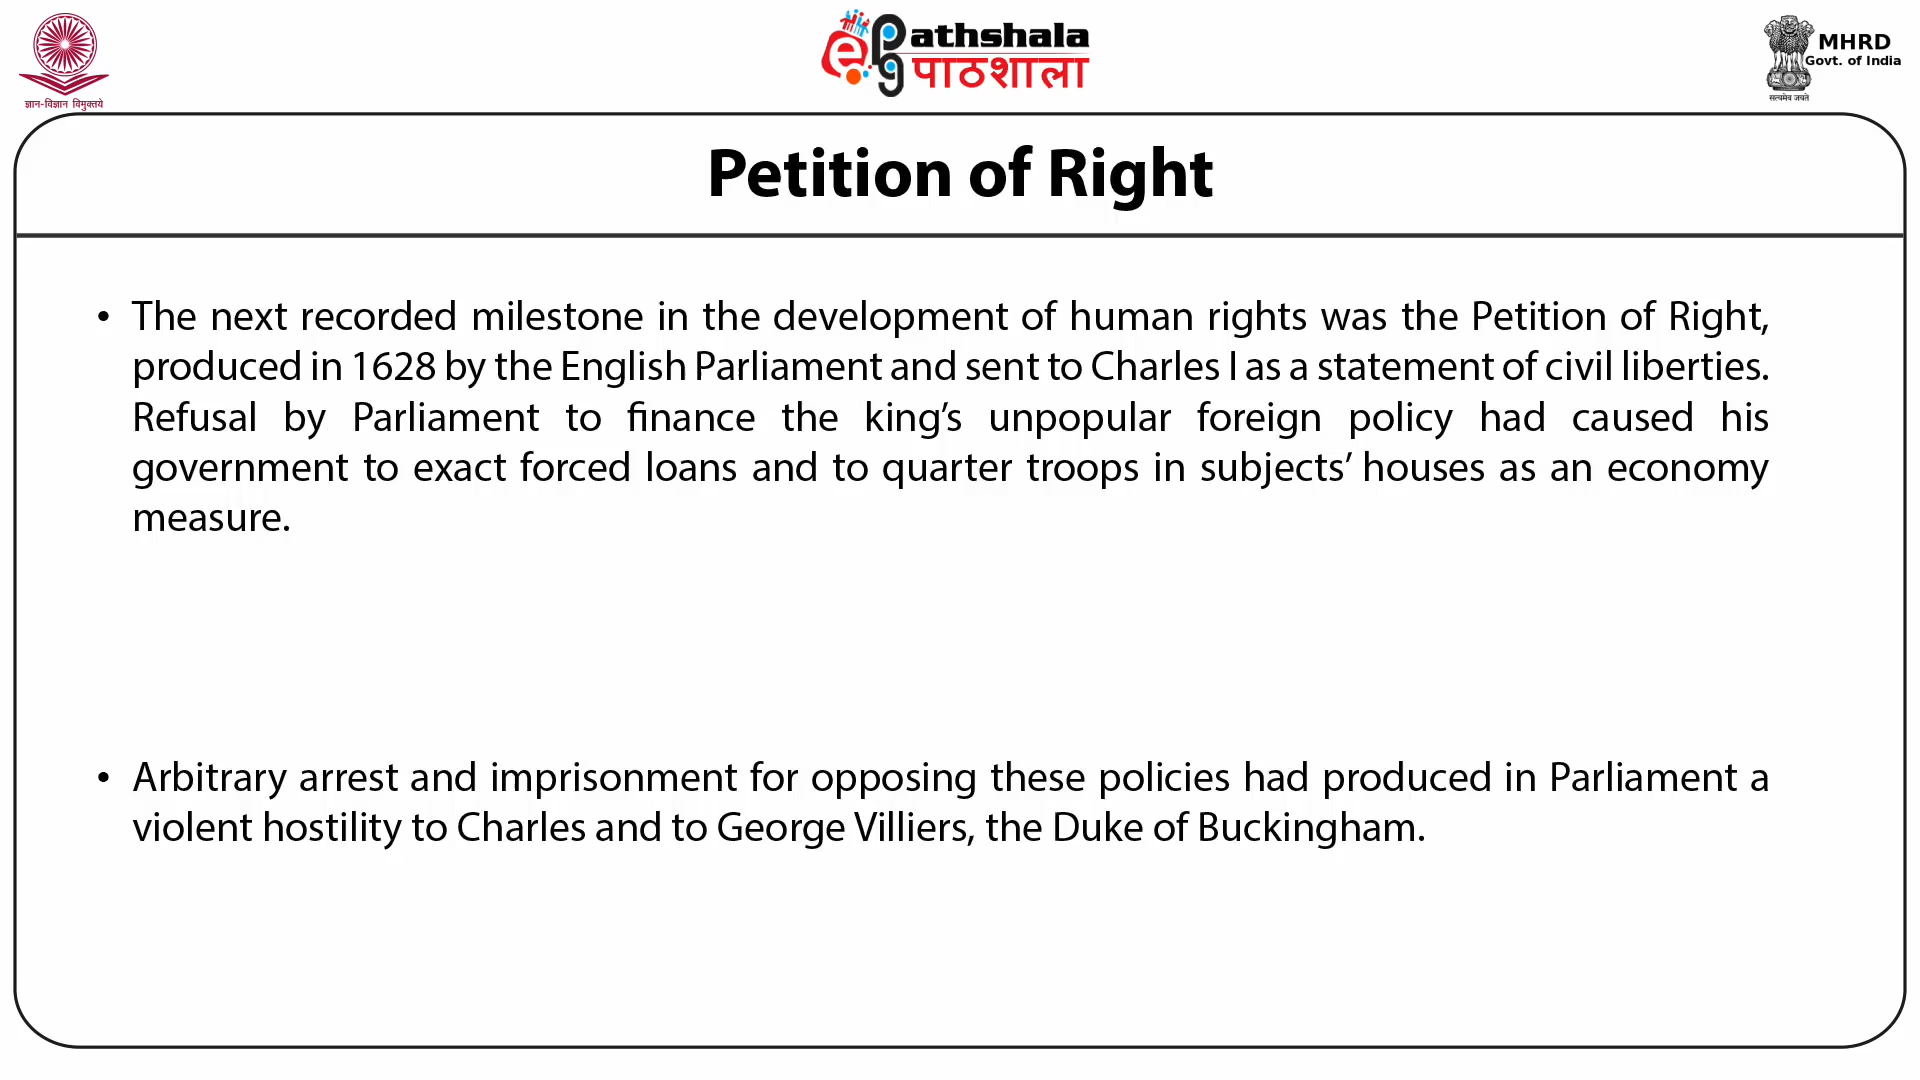 ज्ञान-विज्ञान विमुक्तये
e pg Pathshala
पाठशाला
MHRD
Govt. of India
सत्यमेव जयते
Petition of Right
• The next recorded milestone in the development of human rights was the Petition of Right,
produced in 1628 by the English Parliament and sent to Charles I as a statement of civil liberties.
Refusal by Parliament to finance the king’s unpopular foreign policy had caused his
government to exact forced loans and to quarter troops in subjects’ houses as an economy
measure.
• Arbitrary arrest and imprisonment for opposing these policies had produced in Parliament a
violent hostility to Charles and to George Villiers, the Duke of Buckingham.